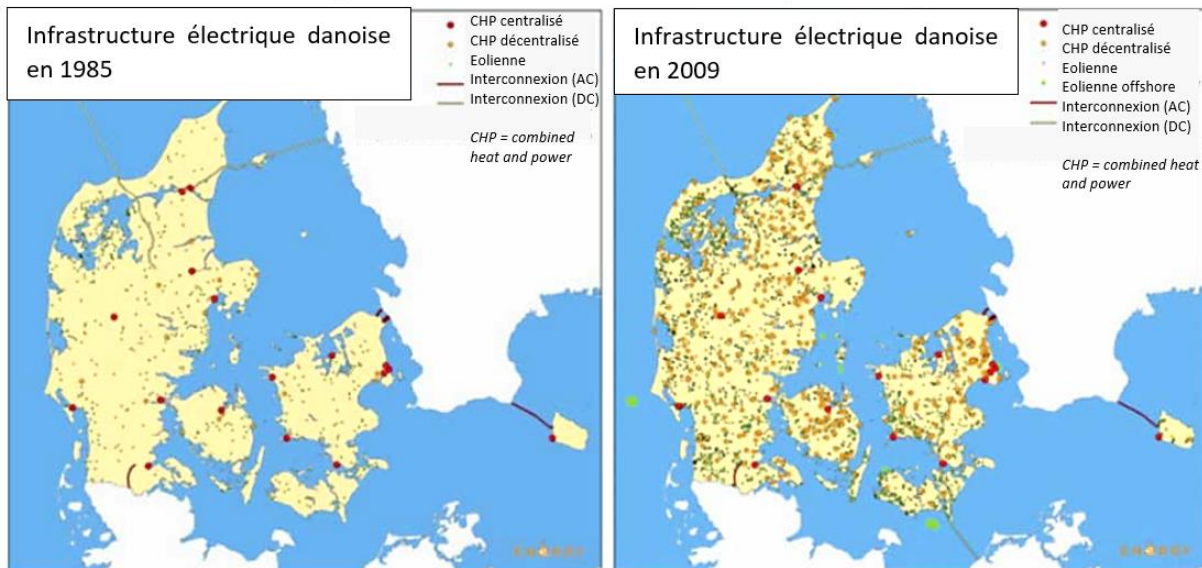 Infrastructure électrique danoise
en 1985
CHP centralisé
CHP décentralisé
Eolienne
Interconnexion (AC)
Interconnexion (DC)
CHP = combined
heat and power
Infrastructure électrique danoise
en 2009
CHP centralisé
CHP décentralisé
Eolienne
Eolienne offshore
Interconnexion (AC)
Interconnexion (DC)
CHP = combined heat
and power